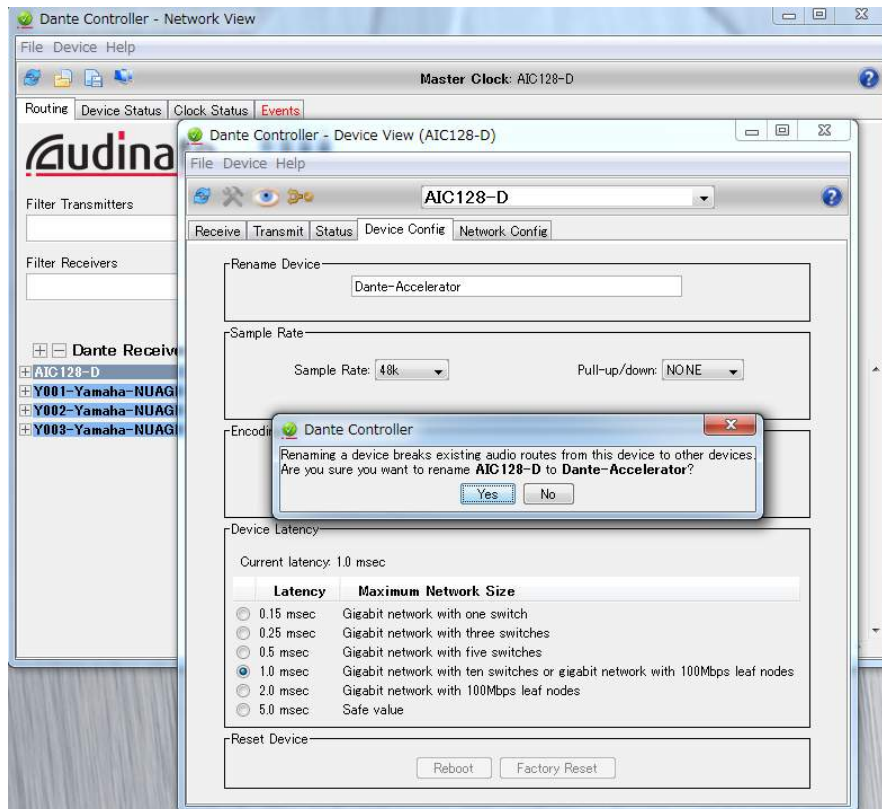 Dante Controller - Network View
File Device Help
Master Clock: AIC128-D
Routing Device Status Clock Status Events
Dante Controller - Device View (AIC128-D)
Audina
File Device Help
Filter Transmitters
AIC128-D
Receive Transmit Status Device Config Network Config
Filter Receivers
Rename Device
Dante-Accelerator
Sample Rate
Dante Receiv
Sample Rate: 48k
Pull-up/down: NONE
AIC128-D
Y001-Yamaha-NUAG
Y002-Yamaha-NUAG
Y003-Yamaha-NUAG
Encodi
Dante Controller
Renaming a device breaks existing audio routes from this device to other devices.
Are you sure you want to rename AIC128-D to Dante-Accelerator?
Yes No
Device Latency
Current latency: 1.0 msec
Latency Maximum Network Size
0.15 msec Gigabit network with one switch
0.25 msec Gigabit network with three switches
0.5 msec Gigabit network with five switches
1.0 msec Gigabit network with ten switches or gigabit network with 100Mbps leaf nodes
2.0 msec Gigabit network with 100Mbps leaf nodes
5.0 msec Safe value
Reset Device
Reboot Factory Reset